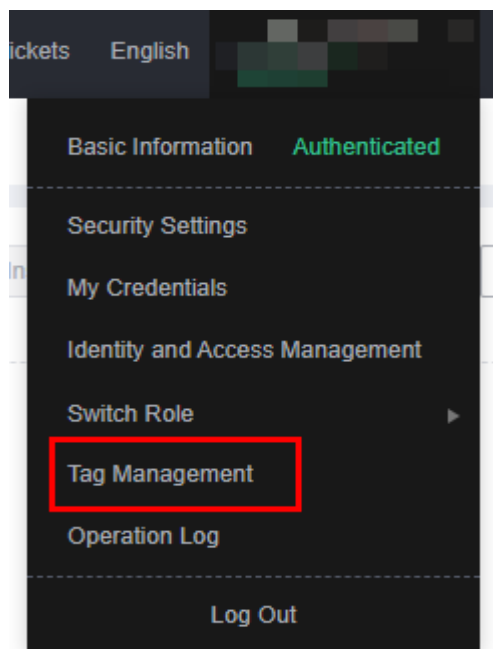 ickets English
Basic Information Authenticated
Security Settings
In
My Credentials
Identity and Access Management
Switch Role
Tag Management
Operation Log
Log Out